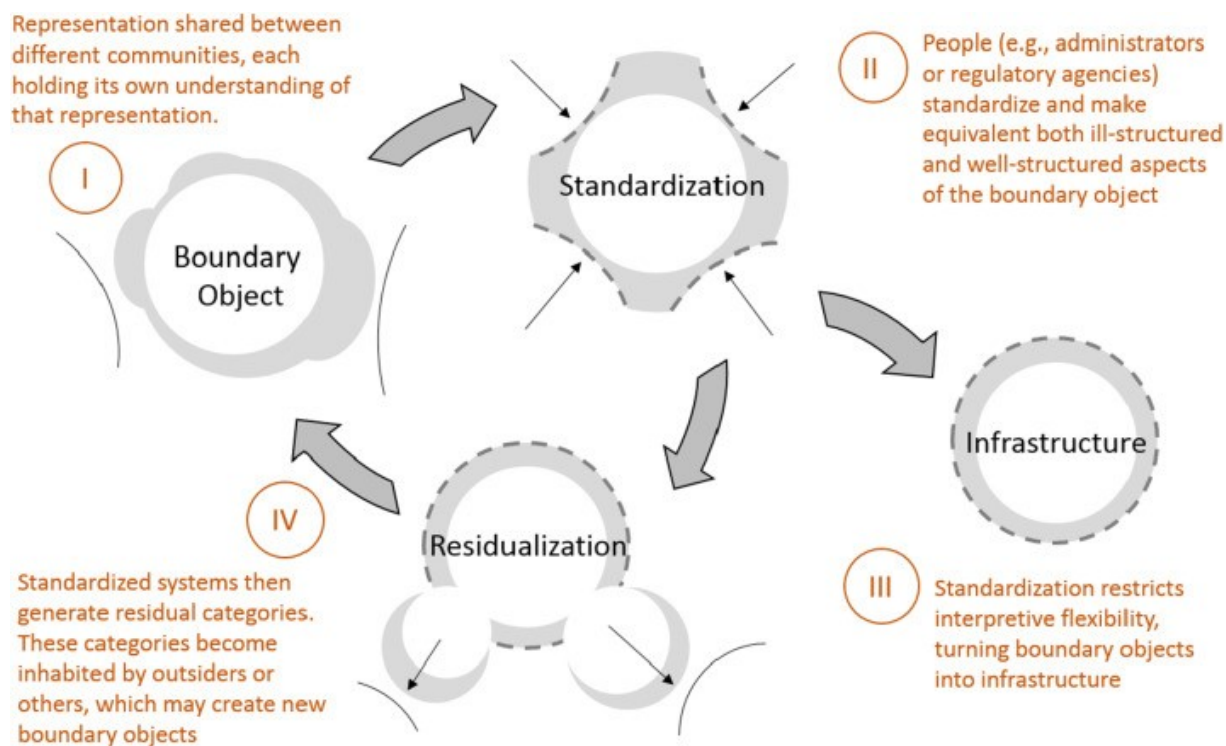 Representation shared between
different communities, each
holding its own understanding of
that representation.
I
Boundary
Object
Standardization
II
People (e.g., administrators
or regulatory agencies)
standardize and make
equivalent both ill-structured
and well-structured aspects
of the boundary object
Infrastructure
III
Standardization restricts
interpretive flexibility,
turning boundary objects
into infrastructure
Residualization
IV
Standardized systems then
generate residual categories.
These categories become
inhabited by outsiders or
others, which may create new
boundary objects